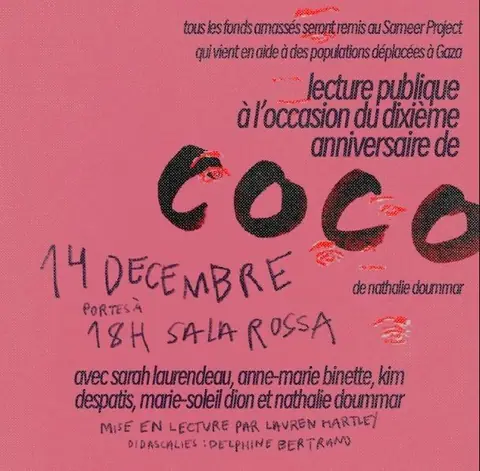 tous les fonds amassés seront remis au Sameer Project
qui vient en aide à des populations déplacées à Gaza
lecture publique
à l'occasion du dixième
anniversaire de
COCO
de nathalie doummar
14 DECEMBRE
PORTES À
18H SALA ROSSA
avec sarah laurendeau, anne-marie binette, kim
despatis, marie-soleil dion et nathalie doummar
MISE EN LECTURE PAR LAUREN HARTLEY
DIDASCALIES : DELPHINE BERTRAND